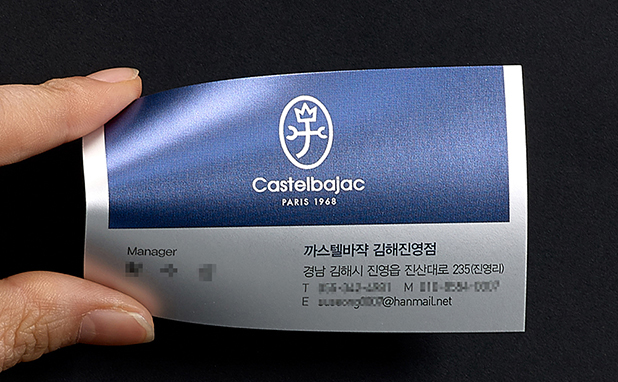 Castelbajac
PARIS 1968
Manager
까스텔바쟉 김해진영점
경남 김해시 진영읍 진산대로 235(진영리)
T M
E @hanmail.net